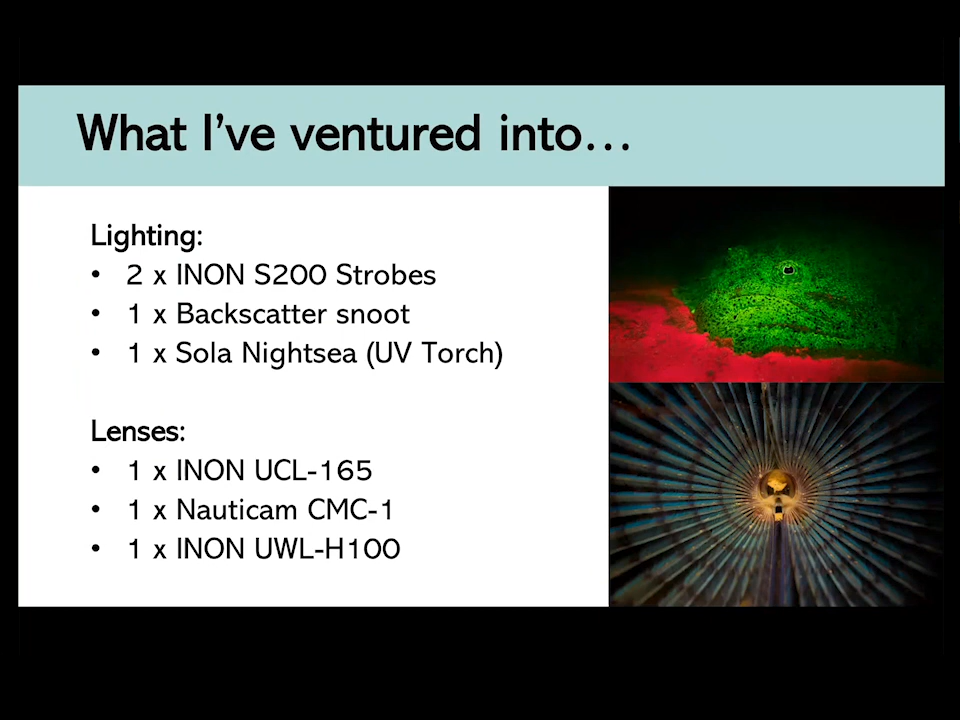 What I've ventured into...
Lighting:
• 2 x INON S200 Strobes
• 1 x Backscatter snoot
• 1 x Sola Nightsea (UV Torch)
Lenses:
• 1 x INON UCL-165
• 1 x Nauticam CMC-1
• 1 x INON UWL-H100